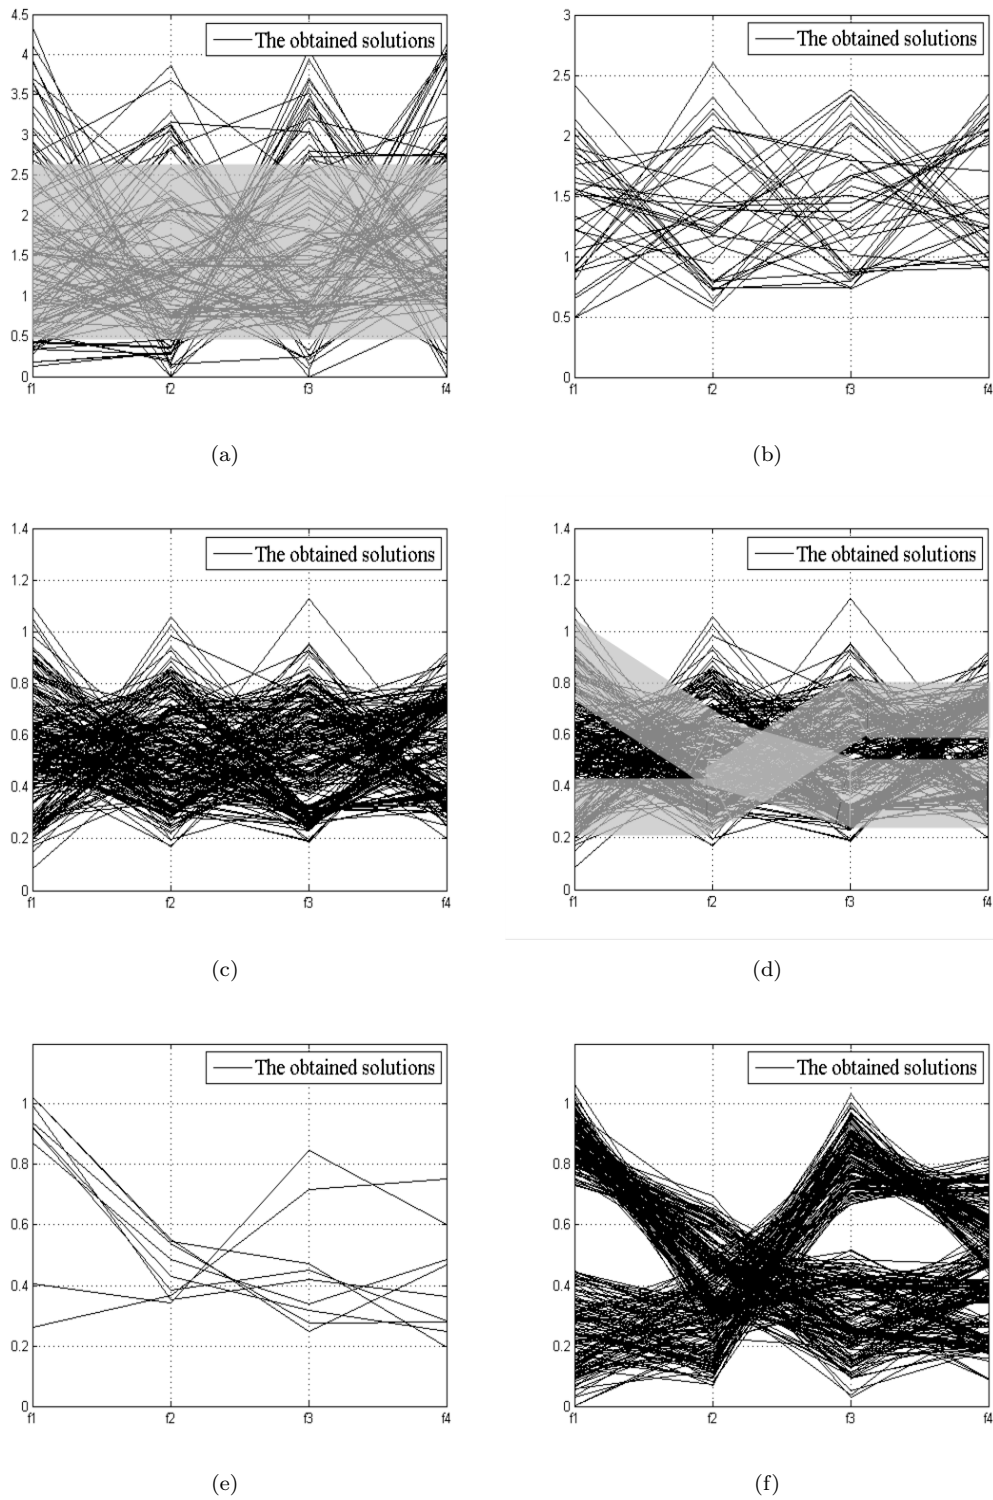 4.5
4
3.5
3
2.5
2
1.5
1
0.5
0
The obtained solutions
f1
f2
f3
f4
(a)
3
2.5
2
1.5
1
0.5
0
The obtained solutions
f1
f2
f3
f4
(b)
1.4
1.2
1
0.8
0.6
0.4
0.2
0
The obtained solutions
f1
f2
f3
f4
(c)
1.4
1.2
1
0.8
0.6
0.4
0.2
0
The obtained solutions
f1
f2
f3
f4
(d)
1
0.8
0.6
0.4
0.2
0
The obtained solutions
f1
f2
f3
f4
(e)
1
0.8
0.6
0.4
0.2
0
The obtained solutions
f1
f2
f3
f4
(f)